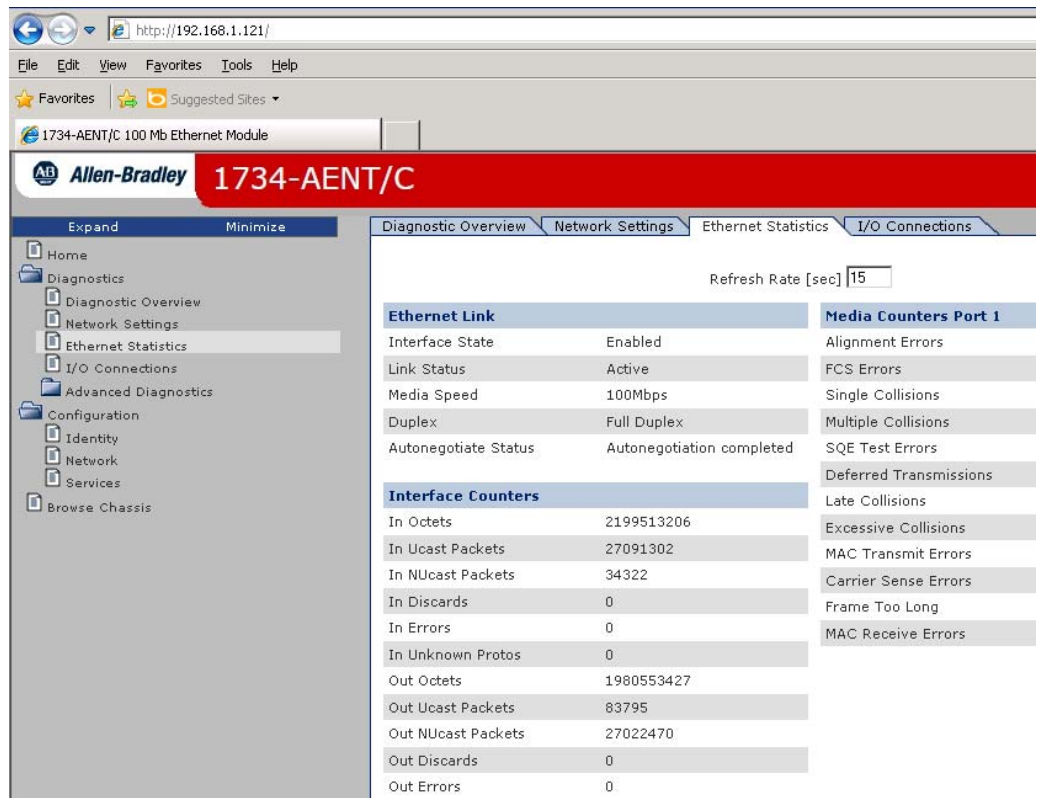 http://192.168.1.121/
File Edit View Favorites Tools Help
Favorites Suggested Sites
1734-AENT/C 100 Mb Ethernet Module
AB Allen-Bradley 1734-AENT/C
Expand Minimize
Home
Diagnostics
Diagnostic Overview
Network Settings
Ethernet Statistics
I/O Connections
Advanced Diagnostics
Configuration
Identity
Network
Services
Browse Chassis
Diagnostic Overview Network Settings Ethernet Statistics I/O Connections
Refresh Rate [sec] 15
Ethernet Link
Interface State Enabled
Link Status Active
Media Speed 100Mbps
Duplex Full Duplex
Autonegotiate Status Autonegotiation completed
Interface Counters
In Octets 2199513206
In Ucast Packets 27091302
In NUcast Packets 34322
In Discards 0
In Errors 0
In Unknown Protos 0
Out Octets 1980553427
Out Ucast Packets 83795
Out NUcast Packets 27022470
Out Discards 0
Out Errors 0
Media Counters Port 1
Alignment Errors
FCS Errors
Single Collisions
Multiple Collisions
SQE Test Errors
Deferred Transmissions
Late Collisions
Excessive Collisions
MAC Transmit Errors
Carrier Sense Errors
Frame Too Long
MAC Receive Errors